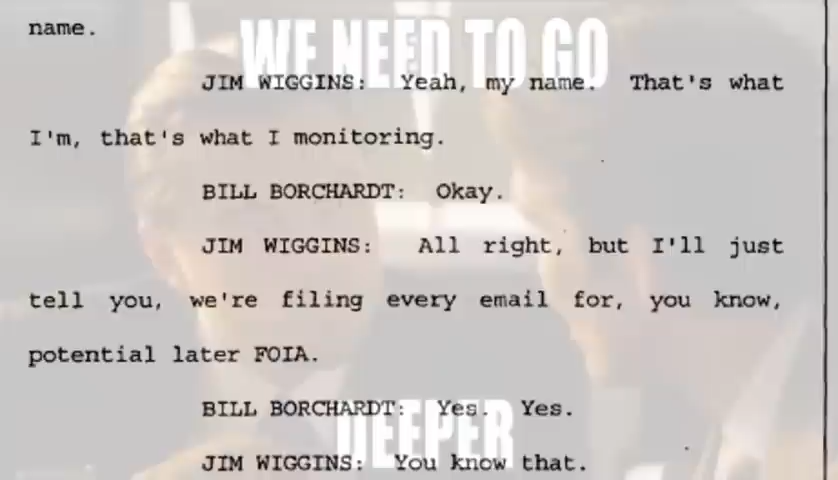 WE NEED TO GO
name.
JIM WIGGINS: Yeah, my name. That's what
I'm, that's what I monitoring.
BILL BORCHARDT: Okay.
JIM WIGGINS: All right, but I'll just
tell you, we're filing every email for, you know,
potential later FOIA.
BILL BORCHARDT: Yes. Yes.
DEEPER
JIM WIGGINS: You know that.